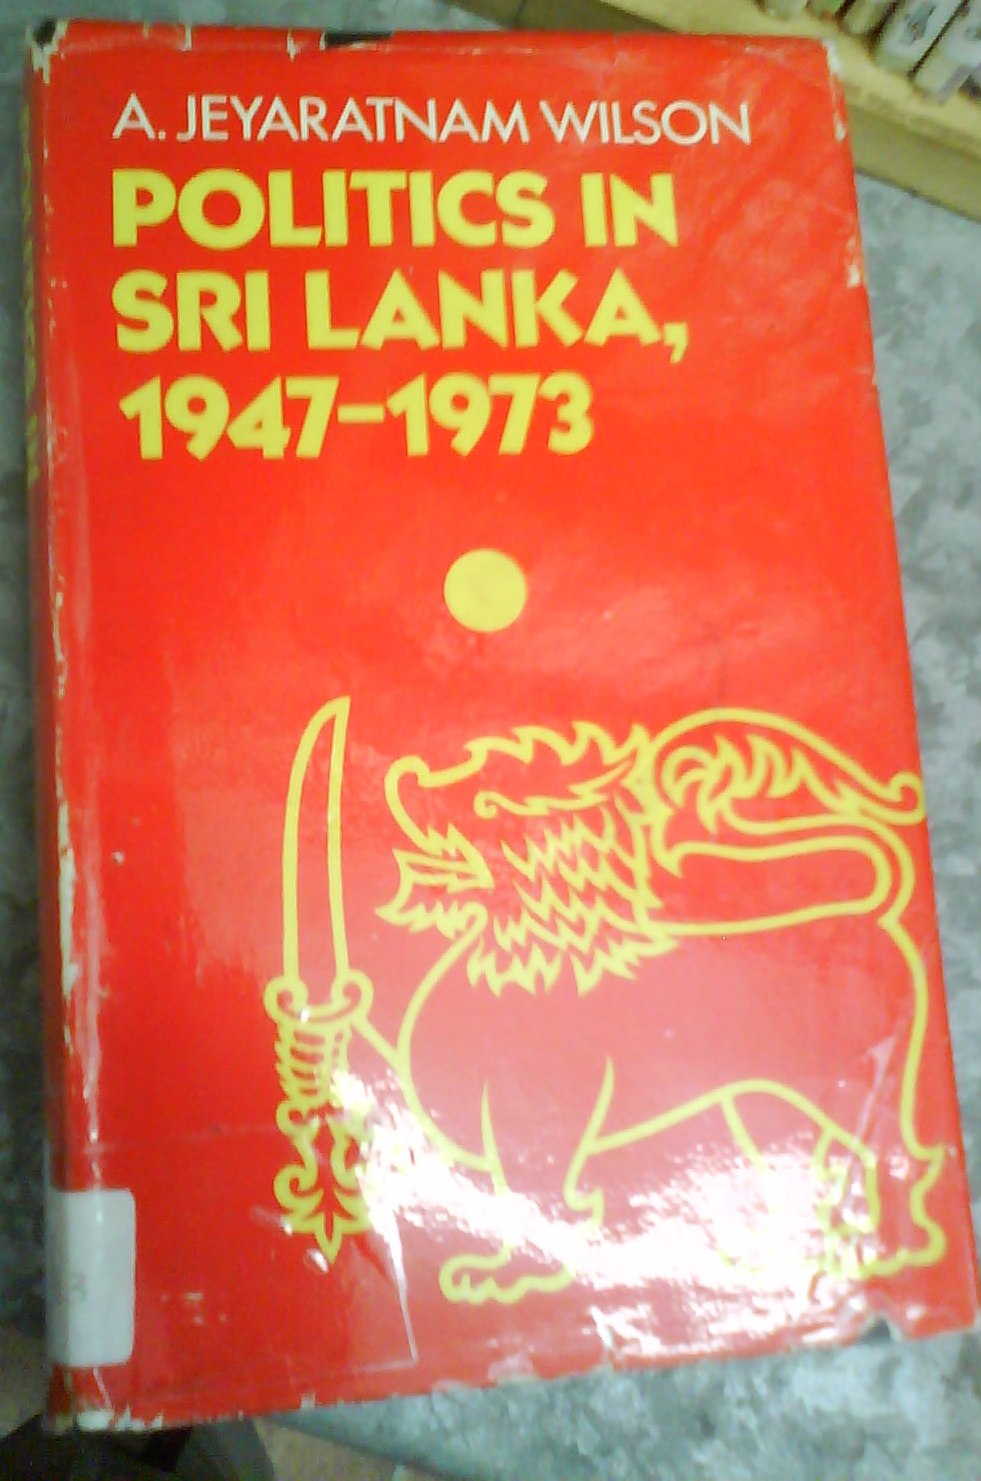 A. JEYARATNAM WILSON
POLITICS IN
SRI LANKA,
1947–1973